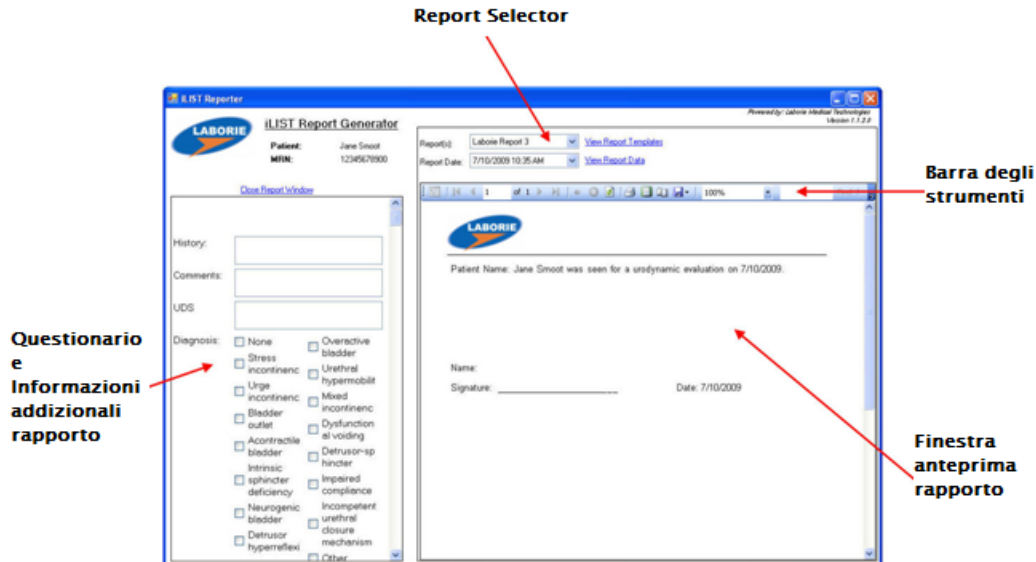 Report Selector
iLIST Reporter
Powered by: Laborie Medical Technologies
Version 1.1.2.0
LABORIE
iLIST Report Generator
Patient: Jane Smoot
MRN: 12345678900
Close Report Window
Report(s): Laborie Report 3 View Report Templates
Report Date: 7/10/2009 10:35 AM View Report Data
1 of 1 100%
Barra degli
strumenti
LABORIE
Patient Name: Jane Smoot was seen for a urodynamic evaluation on 7/10/2009.
Name:
Signature: Date: 7/10/2009
History:
Comments:
UDS
Diagnosis:
None
Stress
incontinenc
Urge
incontinenc
Bladder
outlet
Acontractile
bladder
Intrinsic
sphincter
deficiency
Neurogenic
bladder
Detrusor
hyperreflexi
Overactive
bladder
Urethral
hypermobilit
Mixed
incontinenc
Dysfunction
al voiding
Detrusor-sp
hincter
Impaired
compliance
Incompetent
urethral
closure
mechanism
Other
Questionario
e
Informazioni
addizionali
rapporto
Finestra
anteprima
rapporto